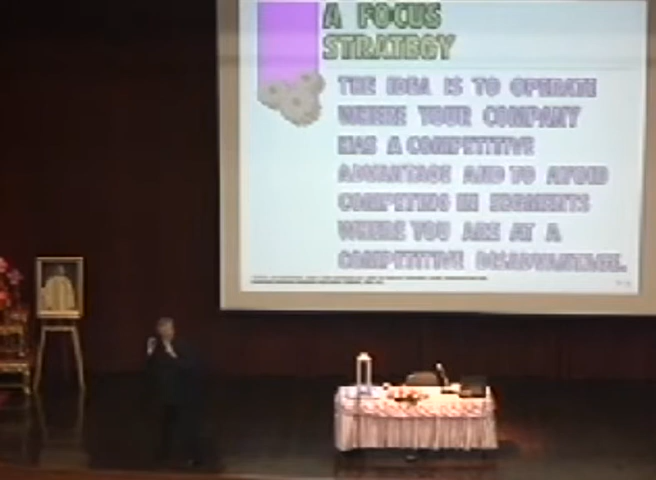 A FOCUS
STRATEGY
THE IDEA IS TO OPERATE
WHERE YOUR COMPANY
HAS A COMPETITIVE
ADVANTAGE AND TO AVOID
COMPETING IN SEGMENTS
WHERE YOU ARE AT A
COMPETITIVE DISADVANTAGE.